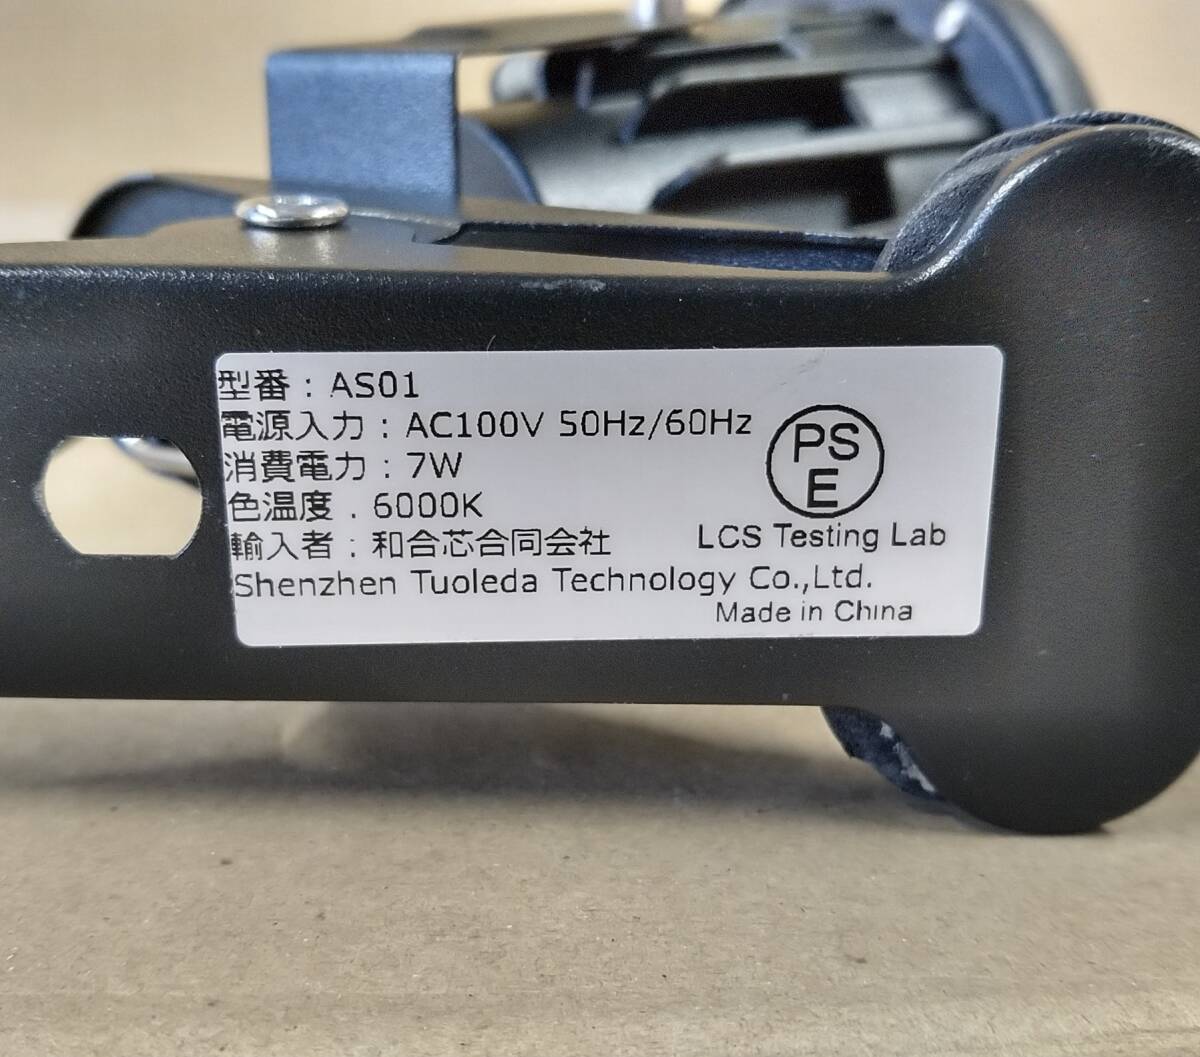 型番：AS01
電源入力：AC100V 50Hz/60Hz
消費電力：7W
色温度．6000K
輸入者：和合芯合同会社
PS
E
LCS Testing Lab
Shenzhen Tuoleda Technology Co.,Ltd.
Made in China